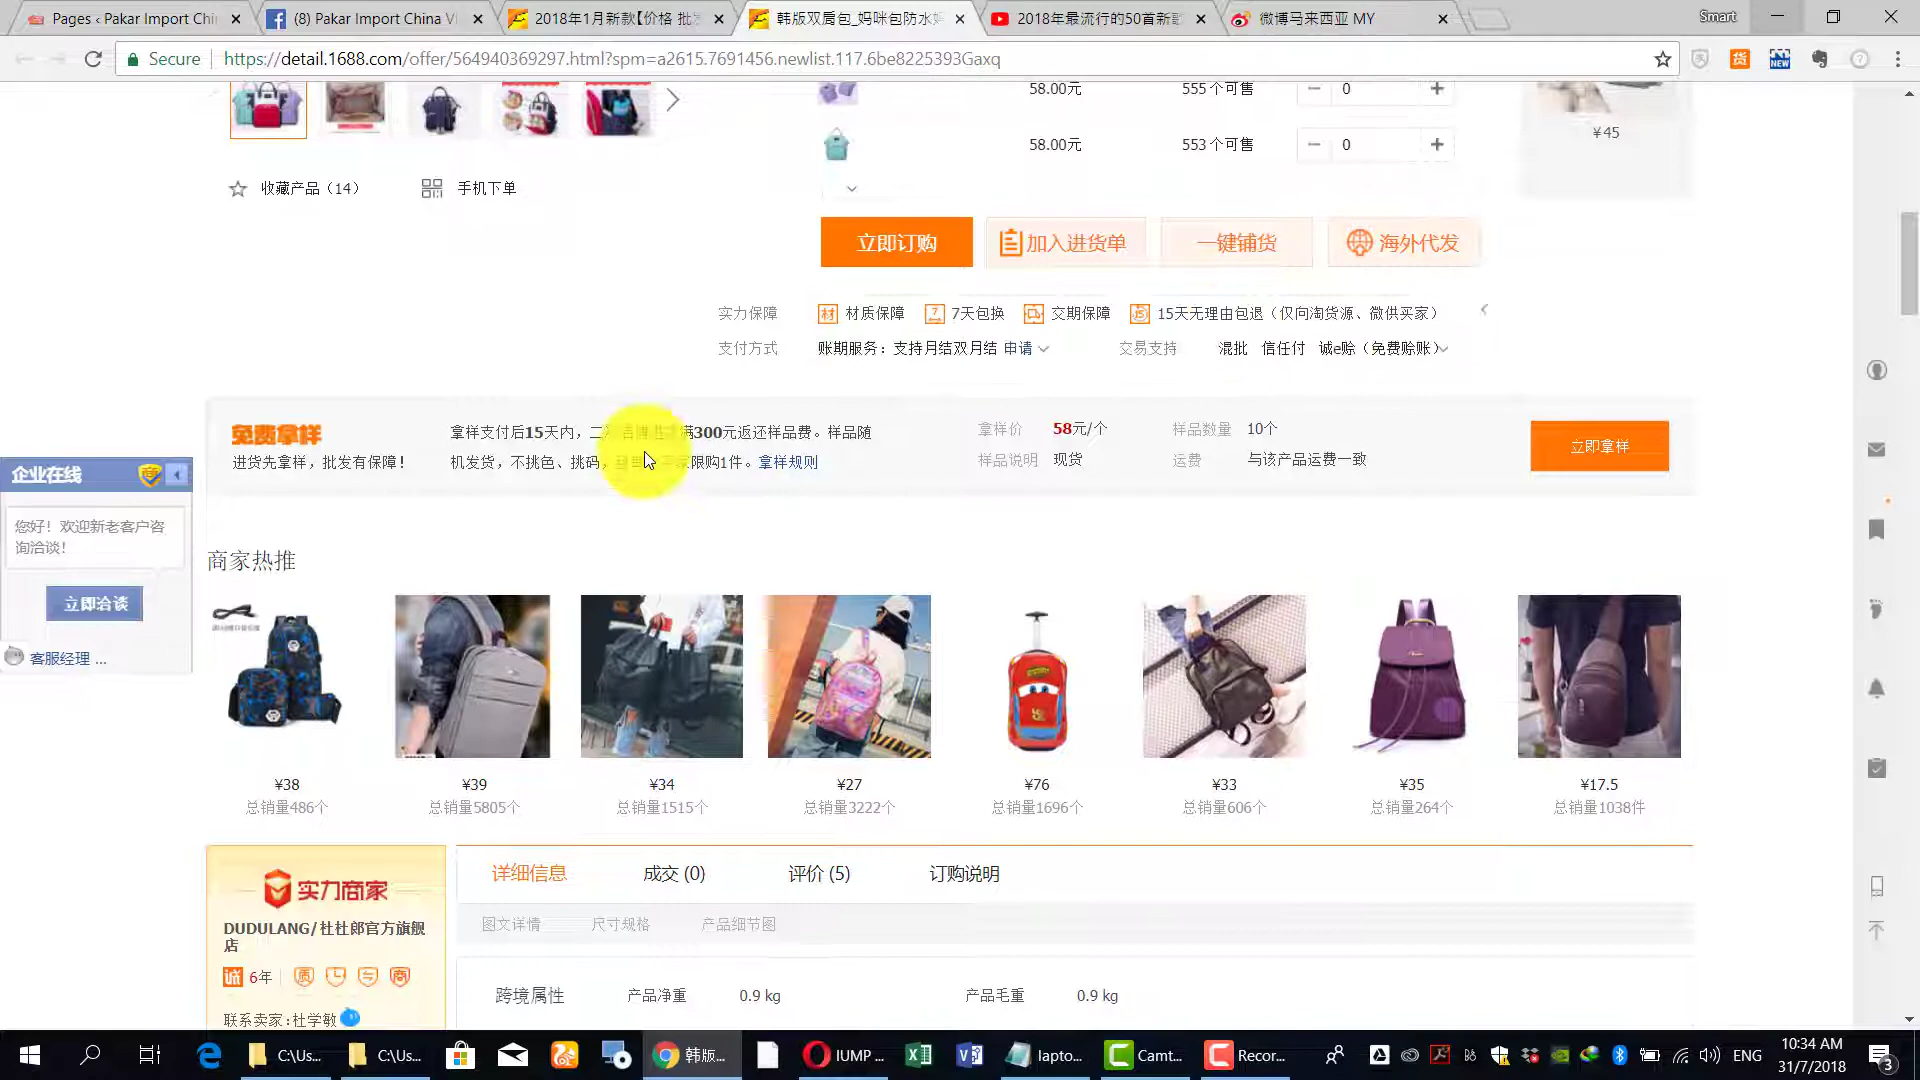 Pages ‹ Pakar Import Chi
(8) Pakar Import China VI
2018年1月新款【价格 批发
韩版双肩包_妈咪包防水妈
2018年最流行的50首新歌
微博马来西亚 MY
Smart
Secure
https://detail.1688.com/offer/564940369297.html?spm=a2615.7691456.newlist.117.6be8225393Gaxq
货
NEW
58.00元
555个可售
0
¥45
58.00元
553个可售
0
收藏产品（14）
手机下单
立即订购
加入进货单
一键铺货
海外代发
实力保障
材
材质保障
7
7天包换
交期保障
15
15天无理由包退（仅向淘货源、微供买家）
支付方式
账期服务：支持月结双月结 申请
交易支持
混批 信任付 诚e赊（免费赊账）
免费拿样
进货先拿样，批发有保障！
拿样支付后15天内，二
满300元返还样品费。样品随
机发货，不挑色、挑码，
限购1件。拿样规则
拿样价
58元/个
样品数量
10个
样品说明
现货
运费
与该产品运费一致
立即拿样
企业在线
您好！欢迎新老客户咨
询洽谈！
立即洽谈
客服经理 ...
商家热推
¥38
¥39
¥34
¥27
¥76
¥33
¥35
¥17.5
总销量486个
总销量5805个
总销量1515个
总销量3222个
总销量1696个
总销量606个
总销量264个
总销量1038件
实力商家
DUDULANG/杜杜郎官方旗舰
店
诚
6年
质
商
联系卖家:杜学敏
详细信息
成交 (0)
评价 (5)
订购说明
图文详情
尺寸规格
产品细节图
跨境属性
产品净重
0.9 kg
产品毛重
0.9 kg
C:\Us...
C:\Us...
韩版...
IUMP ...
lapto...
Camt...
Recor...
ENG
10:34 AM
31/7/2018
3